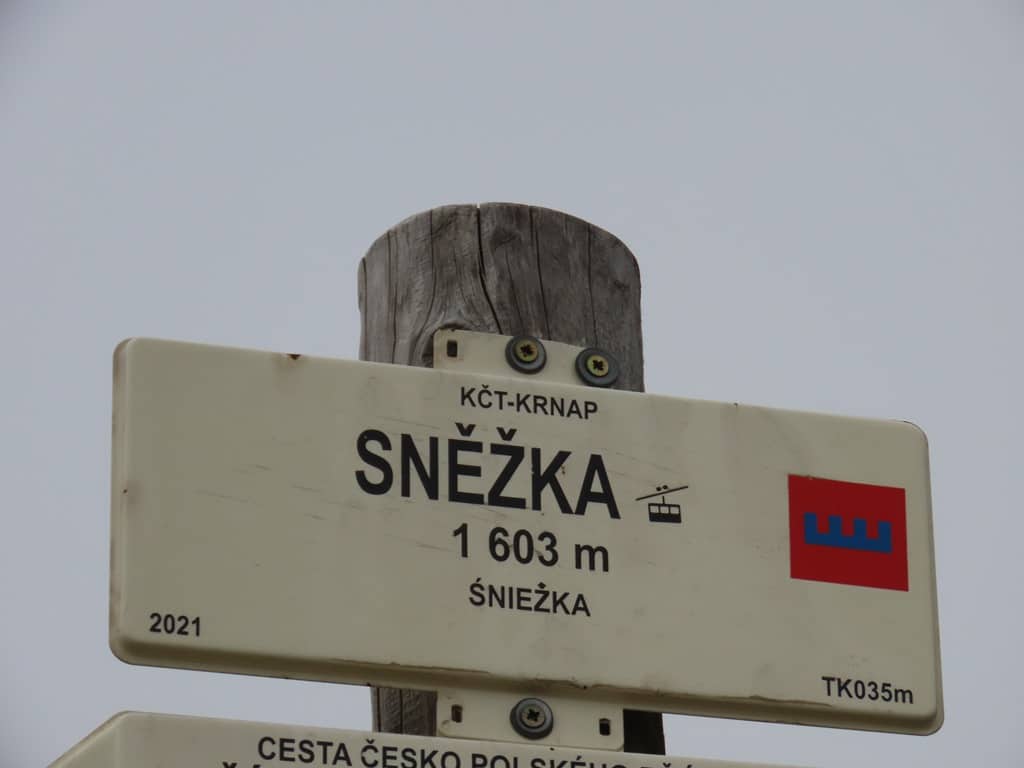 KČT-KRNAP
SNĚŽKA
1 603 m
ŚNIEŻKA
2021
TK035m
CESTA ČESKO POLSKÉHO